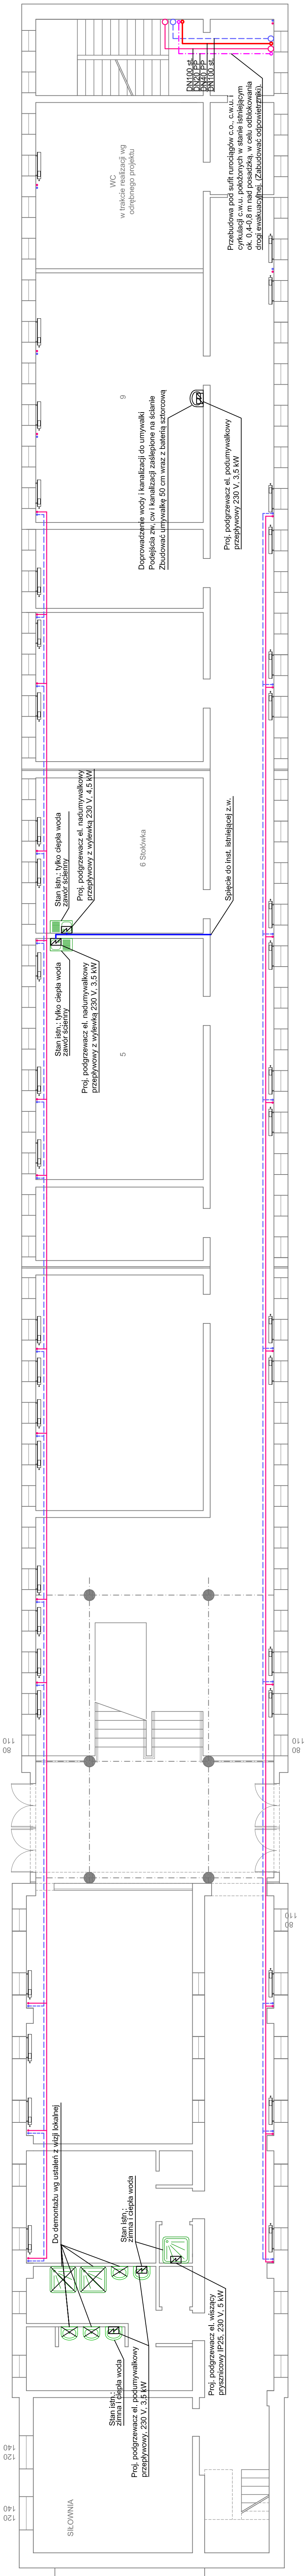 DN100 st.
DN20 PP
DN40 PP
DN100 st.
Przebudowa pod sufit rurociągów c.o., c.w.u. i
cyrkulacji c.w.u. położonych w stanie istniejącym
ok. 0,4-0,8 m nad posadzką, w celu odblokowania
drogi ewakuacyjnej. (Zabudować odpowietrzniki).
WC
w trakcie realizacji wg
odrębnego projektu
9
Doprowadzenie wody i kanalizacji do umywalki
Podejścia zw, cw i kanalizacji zaślepione na ścianie
Zbudować umywalkę 50 cm wraz z baterią sztorcową
Proj. podgrzewacz el. podumywalkowy
przepływowy 230 V, 3,5 kW
Stan istn.: tylko ciepła woda
zawór ścienny
Proj. podgrzewacz el. nadumywalkowy
przepływowy z wylewką 230 V, 4,5 kW
6 Stołówka
Spięcie do inst. istniejącej z.w.
Stan istn.: tylko ciepła woda
zawór ścienny
Proj. podgrzewacz el. nadumywalkowy
przepływowy z wylewką 230 V, 3,5 kW
5
110
80
110
80
110
80
Do demontażu wg ustaleń z wizji lokalnej
Stan istn.:
zimna i ciepła woda
Stan istn.:
zimna i ciepła woda
Proj. podgrzewacz el. podumywalkowy
przepływowy, 230 V, 3,5 kW
Proj. podgrzewacz el. wiszący
prysznicowy IP25, 230 V, 5 kW
SIŁOWNIA
140
120
140
120